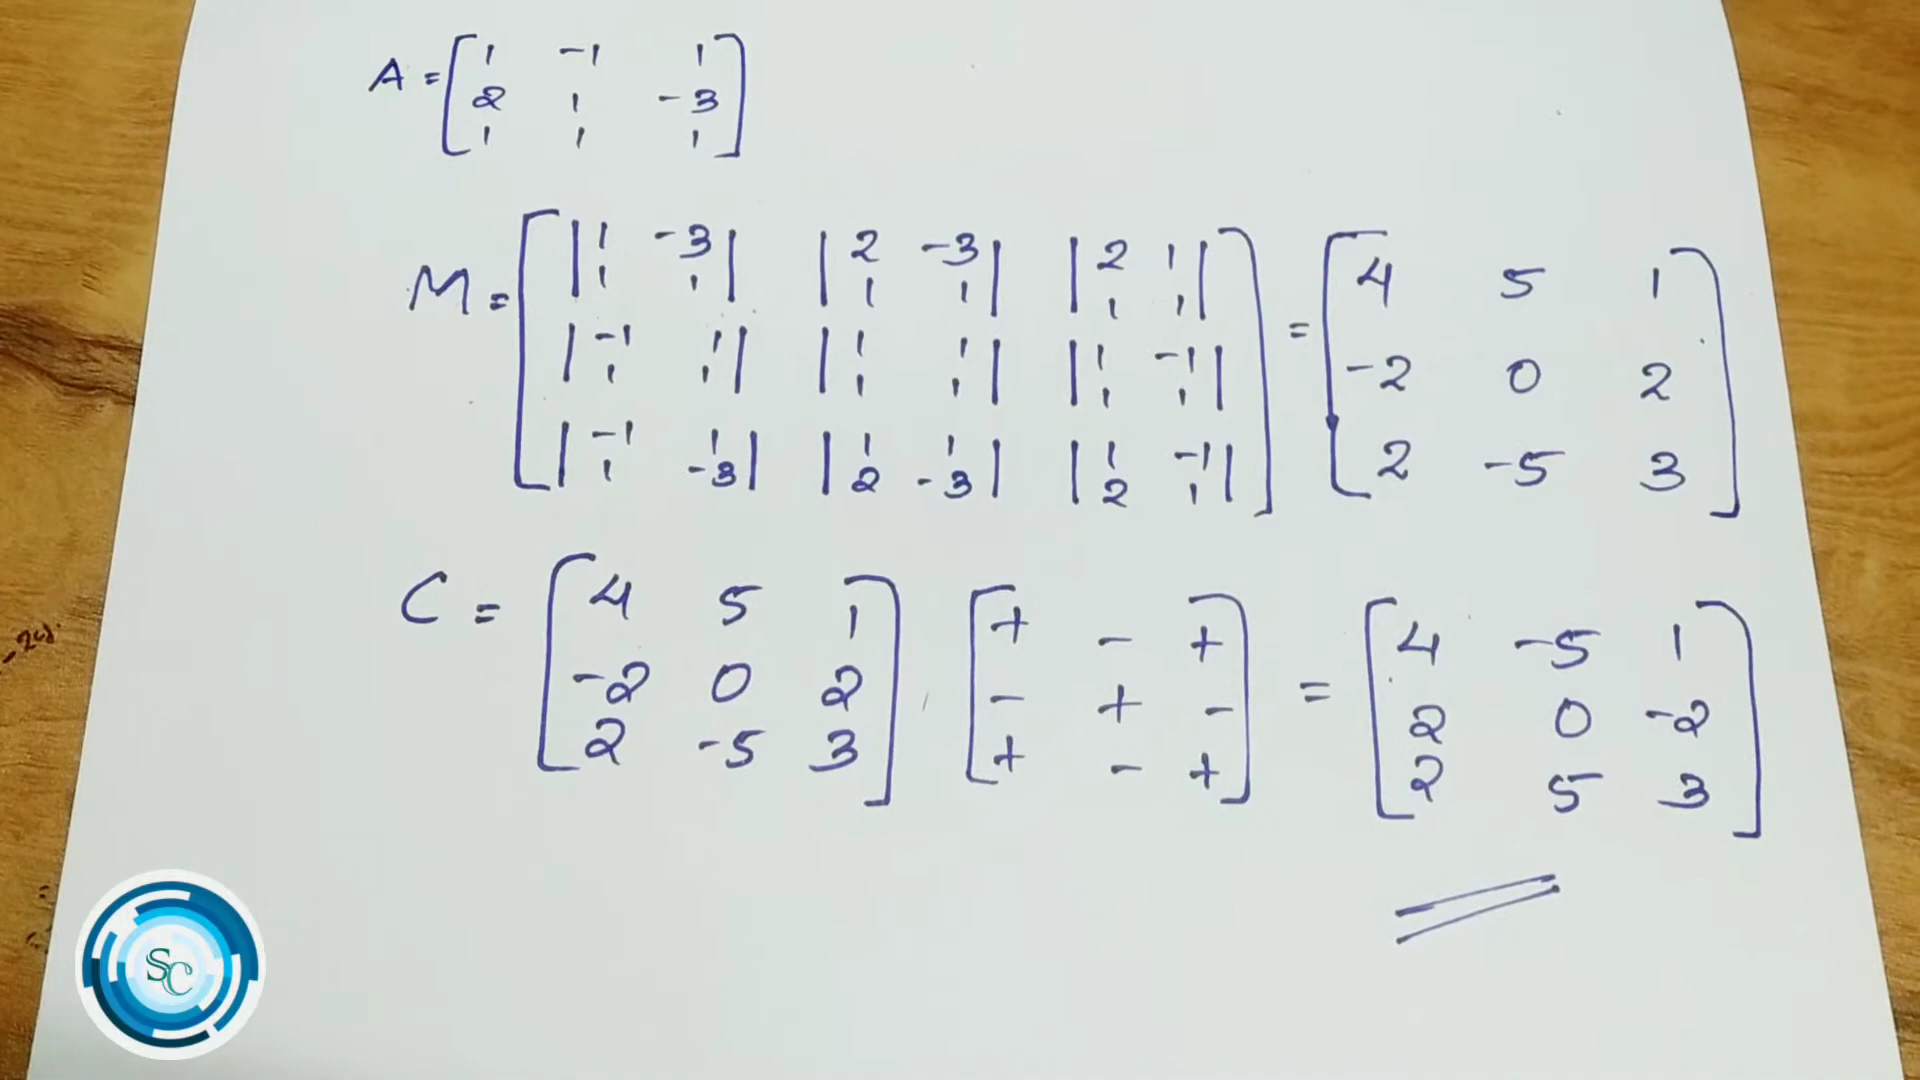 A = [ 1 -1 1
2 1 -3
1 1 1 ]
M = [ |1 -3| |2 -3| |2 1| = [ 4 5 1
|1 1| |1 1| |1 1|
|-1 1| |1 1| |1 -1| -2 0 2
|1 1| |1 1| |1 1|
|-1 1| |1 1| |1 -1| 2 -5 3 ]
|1 -3| |2 -3| |2 1| ]
C = [ 4 5 1 ] . [ + - + ] = [ 4 -5 1
-2 0 2 - + - 2 0 -2
2 -5 3 + - + 2 5 3 ]
SC